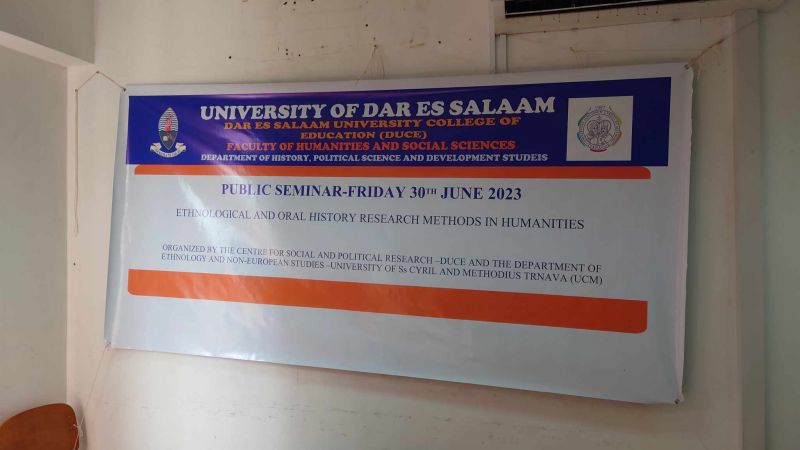 UNIVERSITY OF DAR ES SALAAM
DAR ES SALAAM UNIVERSITY COLLEGE OF
EDUCATION (DUCE)
FACULTY OF HUMANITIES AND SOCIAL SCIENCES
DEPARTMENT OF HISTORY, POLITICAL SCIENCE AND DEVELOPMENT STUDEIS
PUBLIC SEMINAR-FRIDAY 30TH JUNE 2023
ETHNOLOGICAL AND ORAL HISTORY RESEARCH METHODS IN HUMANITIES
ORGANIZED BY THE CENTRE FOR SOCIAL AND POLITICAL RESEARCH –DUCE AND THE DEPARTMENT OF
ETHNOLOGY AND NON-EUROPEAN STUDIES –UNIVERSITY OF Ss CYRIL AND METHODIUS TRNAVA (UCM)